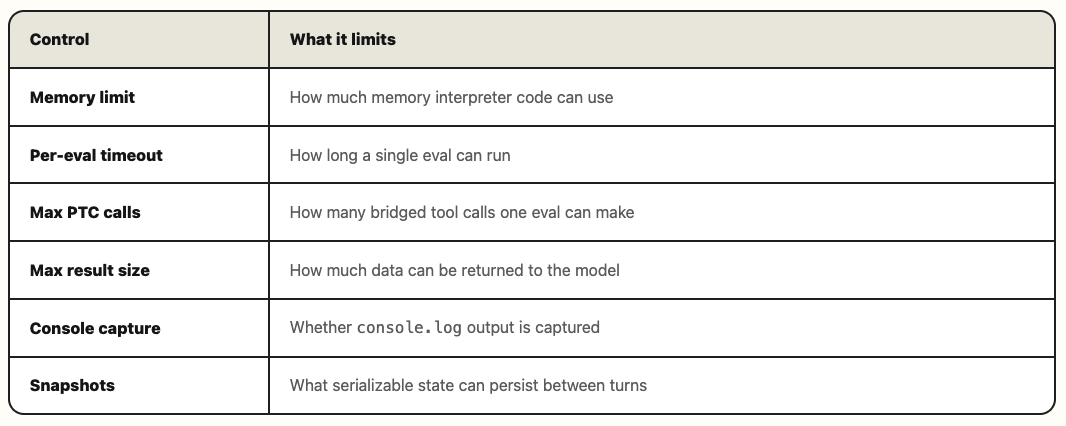 Control What it limits
Memory limit How much memory interpreter code can use
Per-eval timeout How long a single eval can run
Max PTC calls How many bridged tool calls one eval can make
Max result size How much data can be returned to the model
Console capture Whether console.log output is captured
Snapshots What serializable state can persist between turns